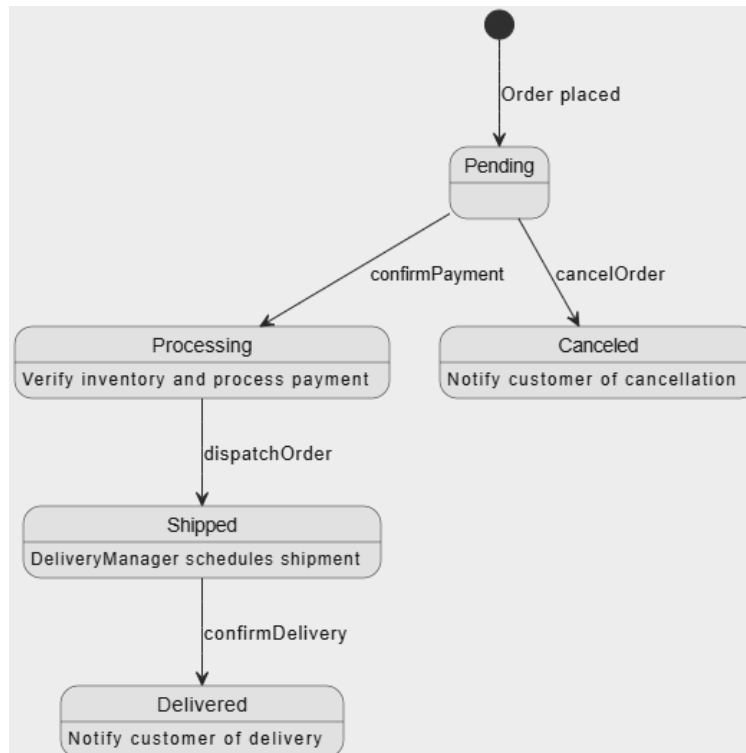 Order placed
Pending
confirmPayment
cancelOrder
Processing
Verify inventory and process payment
Canceled
Notify customer of cancellation
dispatchOrder
Shipped
DeliveryManager schedules shipment
confirmDelivery
Delivered
Notify customer of delivery